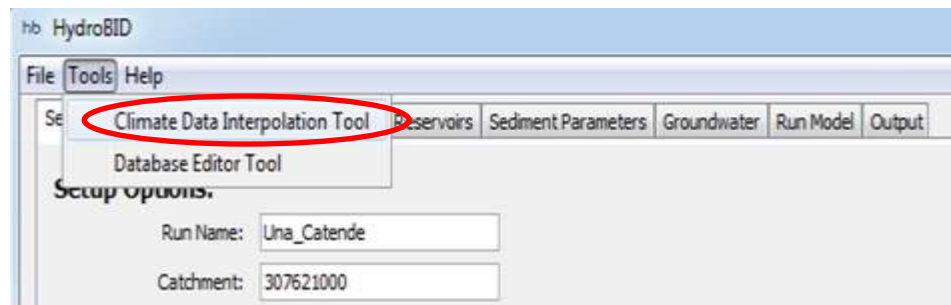 hb HydroBID
File Tools Help
Se Climate Data Interpolation Tool Reservoirs Sediment Parameters Groundwater Run Model Output
Database Editor Tool
Setup Options:
Run Name: Una_Catende
Catchment: 307621000